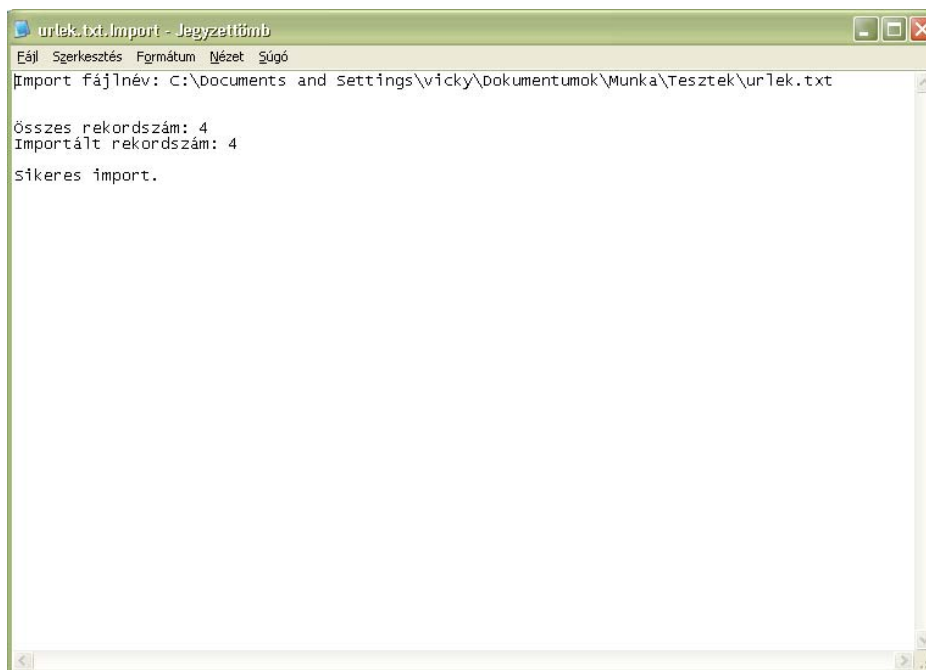 urlek.txt.Import - Jegyzettömb
Fájl Szerkesztés Formátum Nézet Súgó
Import fájlnév: C:\Documents and Settings\vicky\Dokumentumok\Munka\Tesztek\urlek.txt
Összes rekordszám: 4
Importált rekordszám: 4
Sikeres import.